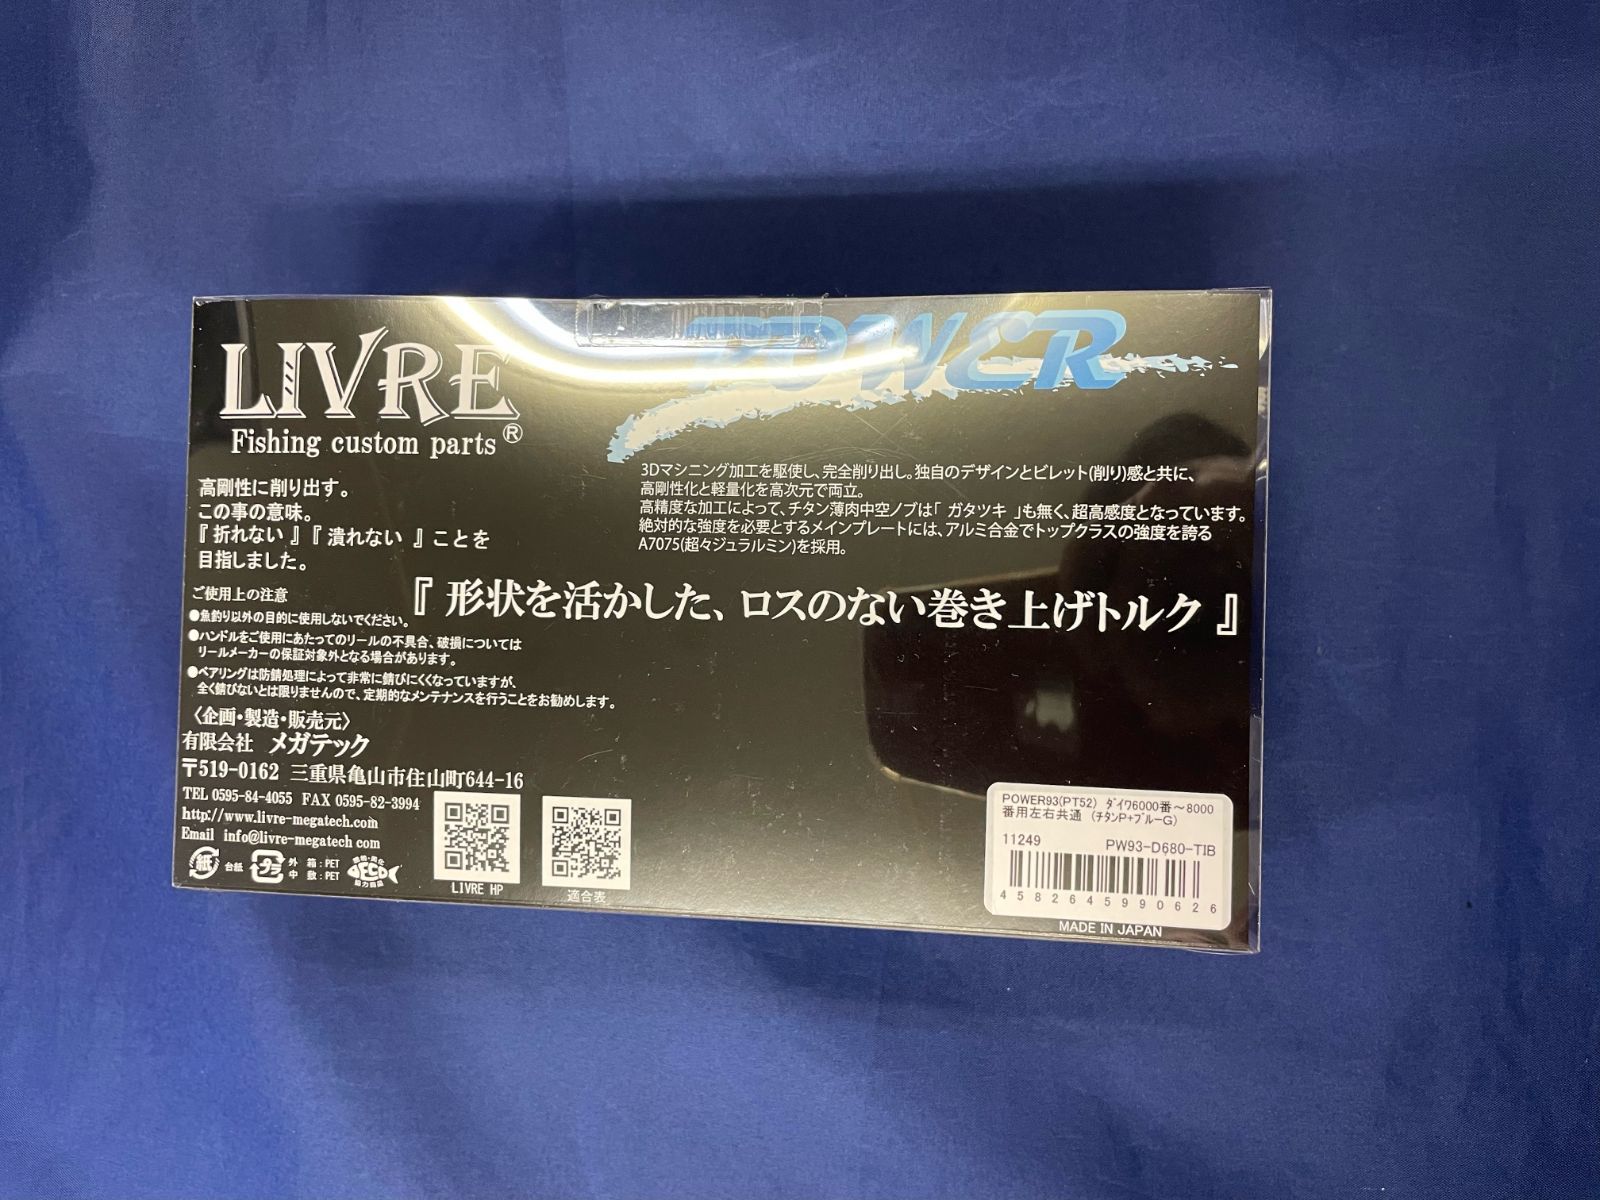 LIVRE®
Fishing custom parts
POWER
高剛性に削り出す。
この事の意味。
『 折れない 』『 潰れない 』ことを
目指しました。
3Dマシニング加工を駆使し、完全削り出し。独自のデザインとビレット(削り)感と共に、
高剛性化と軽量化を高次元で両立。
高精度な加工によって、チタン薄肉中空ノブは「 ガタツキ 」も無く、超高感度となっています。
絶対的な強度を必要とするメインプレートには、アルミ合金でトップクラスの強度を誇る
A7075(超々ジュラルミン)を採用。
『 形状を活かした、ロスのない巻き上げトルク 』
ご使用上の注意
●魚釣り以外の目的に使用しないでください。
●ハンドルをご使用にあたってのリールの不具合、破損については
リールメーカーの保証対象外となる場合があります。
●ベアリングは防錆処理によって非常に錆びにくくなっていますが、
全く錆びないとは限りませんので、定期的なメンテナンスを行うことをお勧めします。
〈企画・製造・販売元〉
有限会社 メガテック
〒519-0162 三重県亀山市住山町644-16
TEL 0595-84-4055 FAX 0595-82-3994
http://www.livre-megatech.com
Email info@livre-megatech.com
紙 台紙 プラ 外 箱:PET
中 敷:PET
LIVRE HP
適合表
POWER93(PT52) ﾀﾞｲﾜ6000番～8000
番用左右共通 (ﾁﾀﾝP+ﾌﾞﾙｰG)
11249 PW93-D680-TIB
4582645990626
MADE IN JAPAN